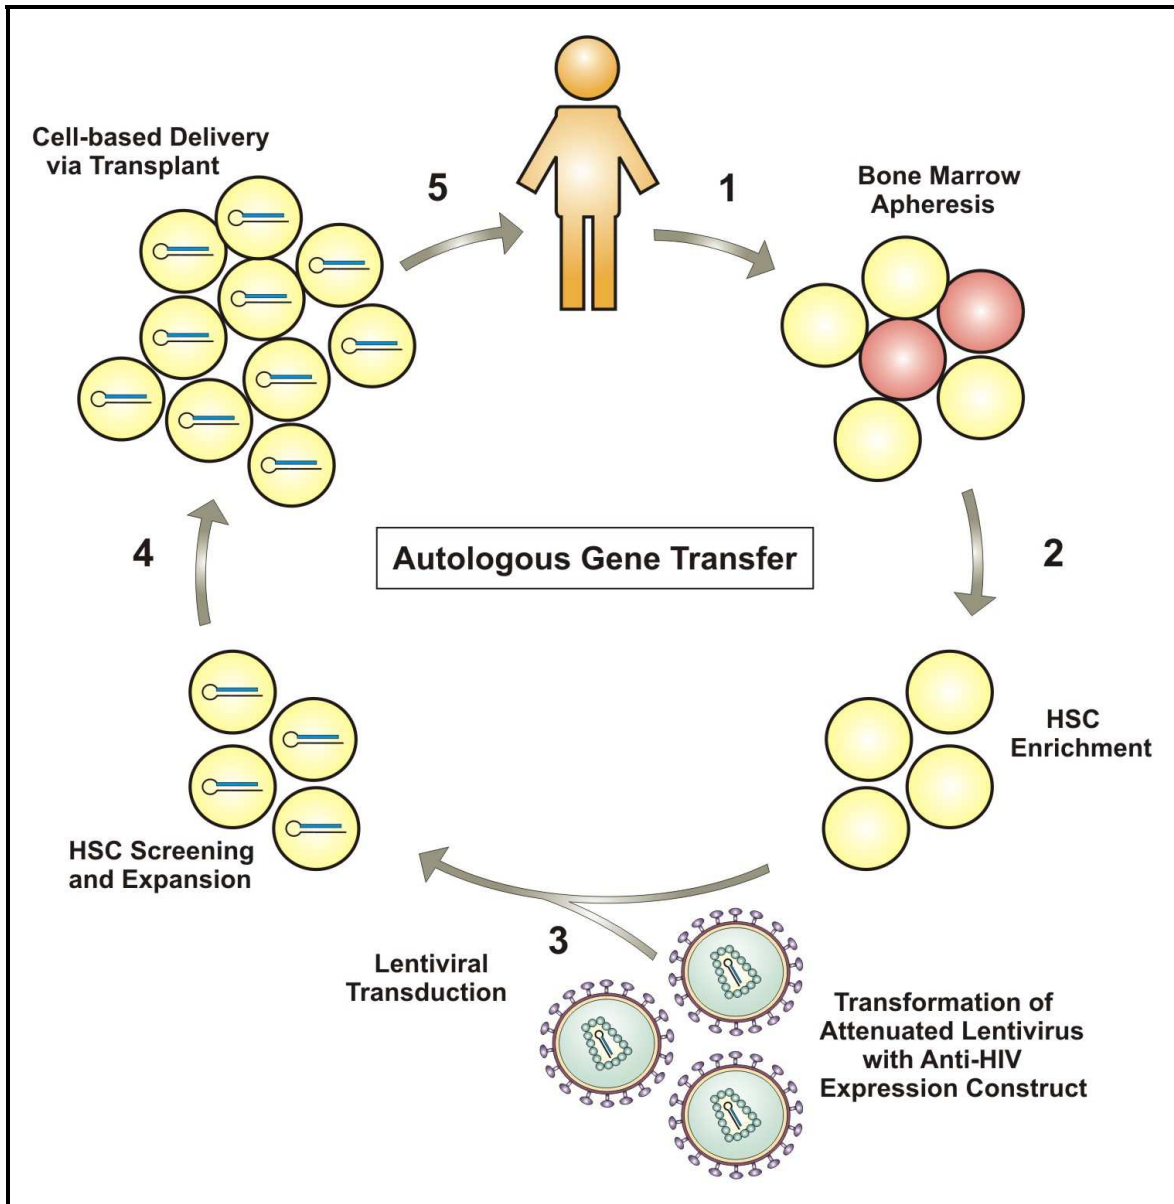 Cell-based Delivery
via Transplant
5
1
Bone Marrow
Apheresis
4
Autologous Gene Transfer
2
HSC
Enrichment
HSC Screening
and Expansion
3
Lentiviral
Transduction
Transformation of
Attenuated Lentivirus
with Anti-HIV
Expression Construct